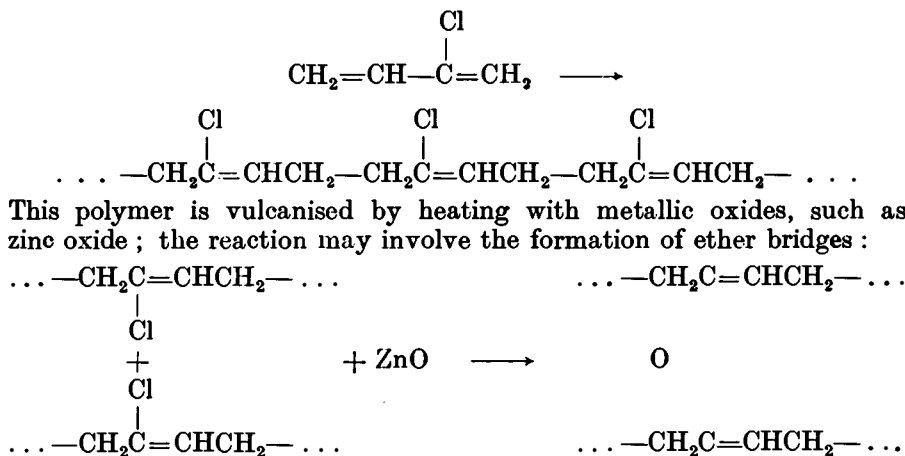 Cl
CH₂=CH—C=CH₂ ⟶
Cl Cl Cl
. . . —CH₂C=CHCH₂—CH₂C=CHCH₂—CH₂C=CHCH₂— . . .
This polymer is vulcanised by heating with metallic oxides, such as
zinc oxide ; the reaction may involve the formation of ether bridges :
. . . —CH₂C=CHCH₂— . . . . . . —CH₂C=CHCH₂— . . .
Cl
+ + ZnO ⟶ O
Cl
. . . —CH₂C=CHCH₂— . . . . . . —CH₂C=CHCH₂— . . .